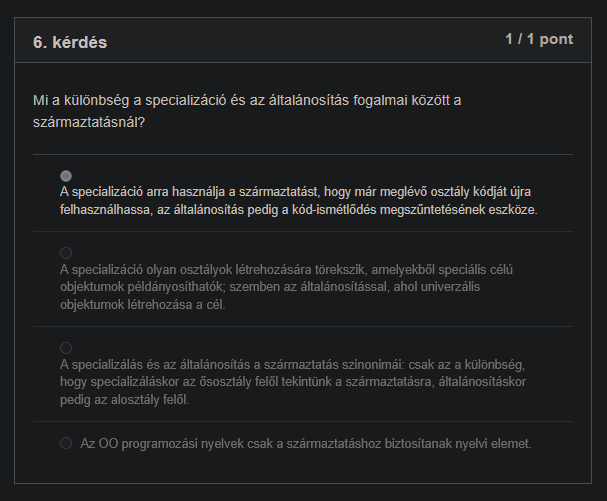 6. kérdés
1 / 1 pont
Mi a különbség a specializáció és az általánosítás fogalmai között a
származtatásnál?
A specializáció arra használja a származtatást, hogy már meglévő osztály kódját újra
felhasználhassa, az általánosítás pedig a kód-ismétlődés megszűntetésének eszköze.
A specializáció olyan osztályok létrehozására törekszik, amelyekből speciális célú
objektumok példányosíthatók; szemben az általánosítással, ahol univerzális
objektumok létrehozása a cél.
A specializálás és az általánosítás a származtatás szinonimái: csak az a különbség,
hogy specializáláskor az ősosztály felől tekintünk a származtatásra, általánosításkor
pedig az alosztály felől.
Az OO programozási nyelvek csak a származtatáshoz biztosítanak nyelvi elemet.